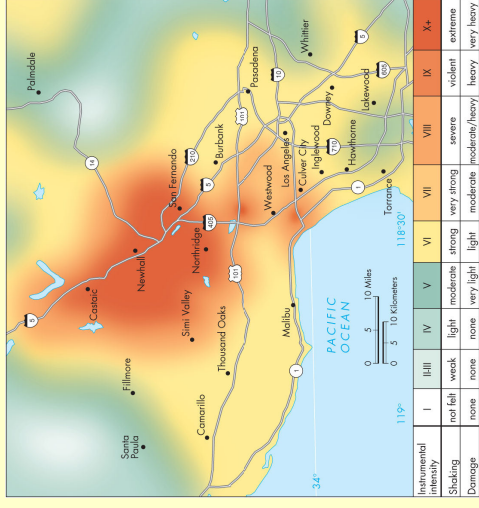 Palmdale
14
5
Castaic
Newhall
Fillmore
Santa
Paula
Simi Valley
Northridge
San Fernando
210
5
Burbank
405
Pasadena
101
101
10
5
Whittier
Camarillo
Thousand Oaks
Westwood
Los Angeles
Culver City
Inglewood
710
Downey
605
Lakewood
Hawthorne
Malibu
1
1
Torrance
PACIFIC
OCEAN
0 5 10 Miles
0 5 10 Kilometers
34°
119°
118°30'
Instrumental intensity I II-III IV V VI VII VIII IX X+
Shaking not felt weak light moderate strong very strong severe violent extreme
Damage none none none very light light moderate moderate/heavy heavy very heavy